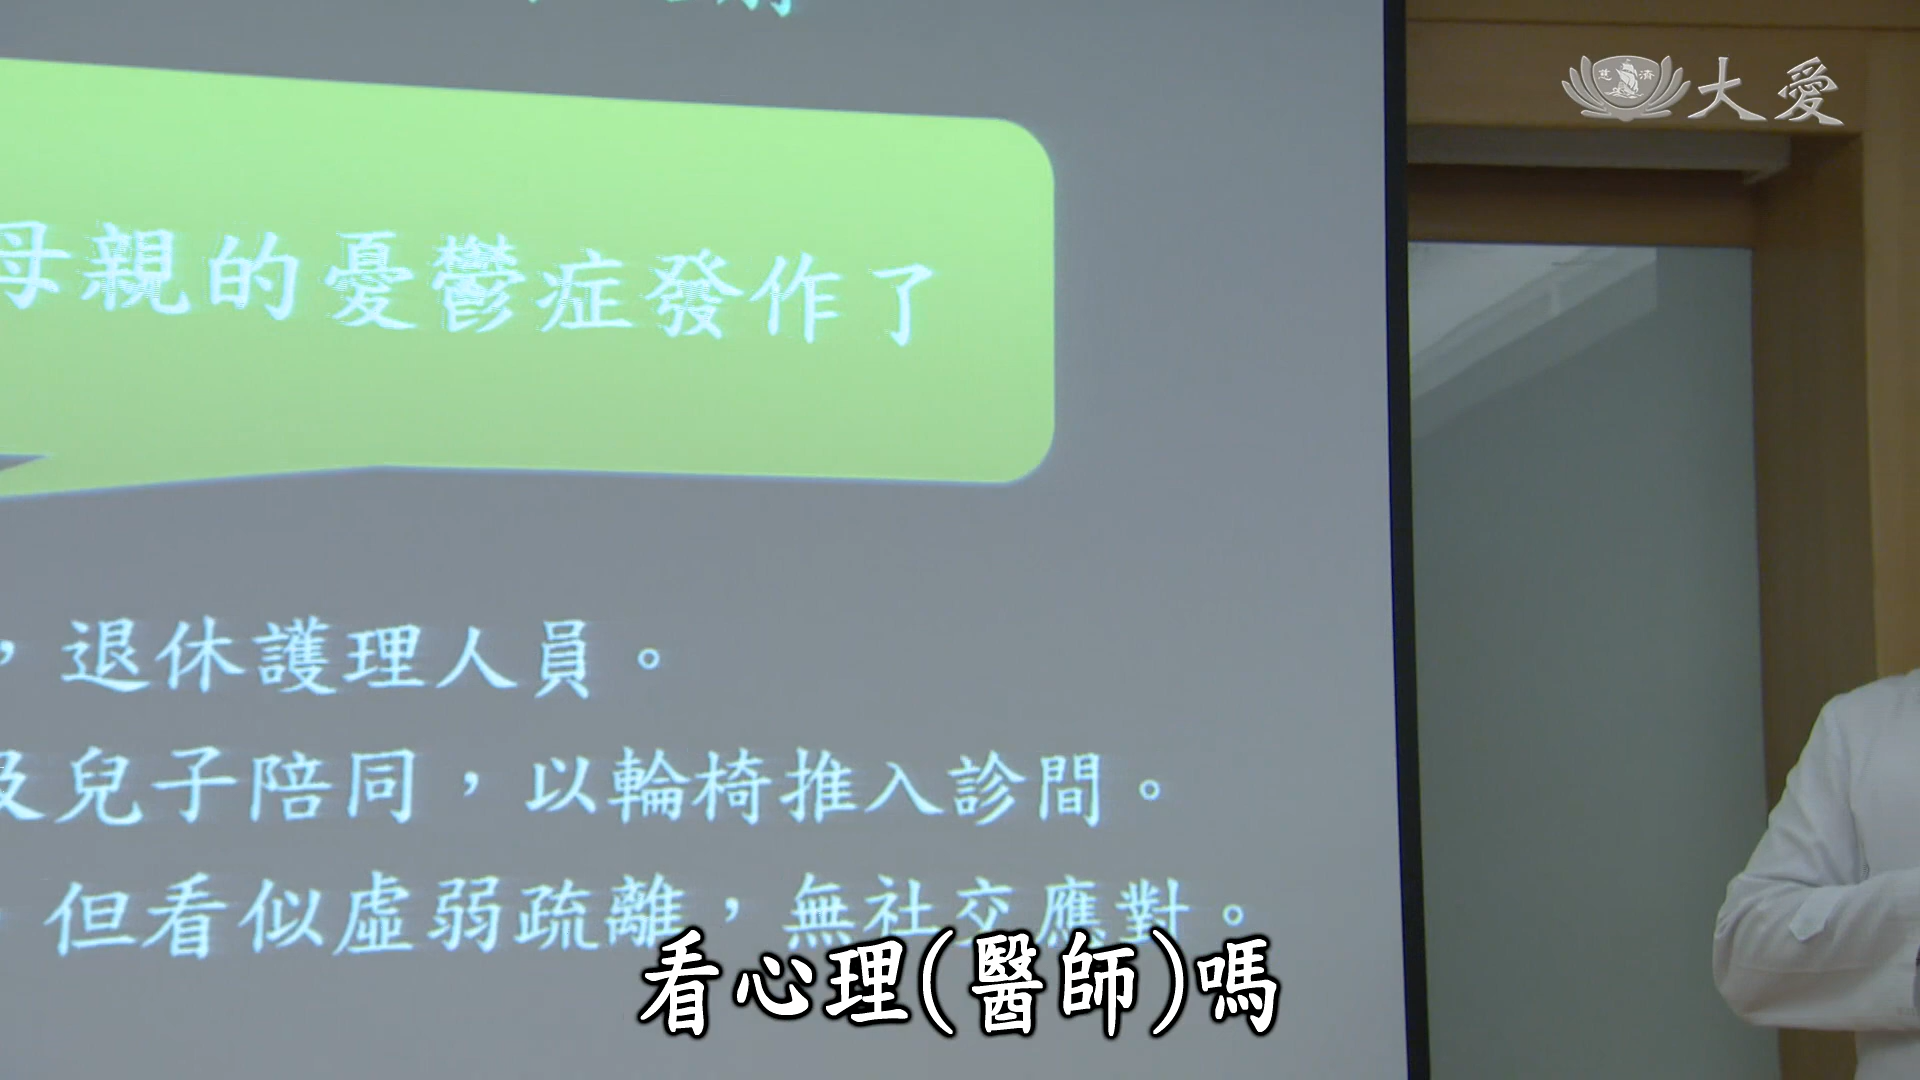 慈濟 大愛
母親的憂鬱症發作了
，退休護理人員。
及兒子陪同，以輪椅推入診間。
但看似虛弱疏離，無社交應對。
看心理(醫師)嗎